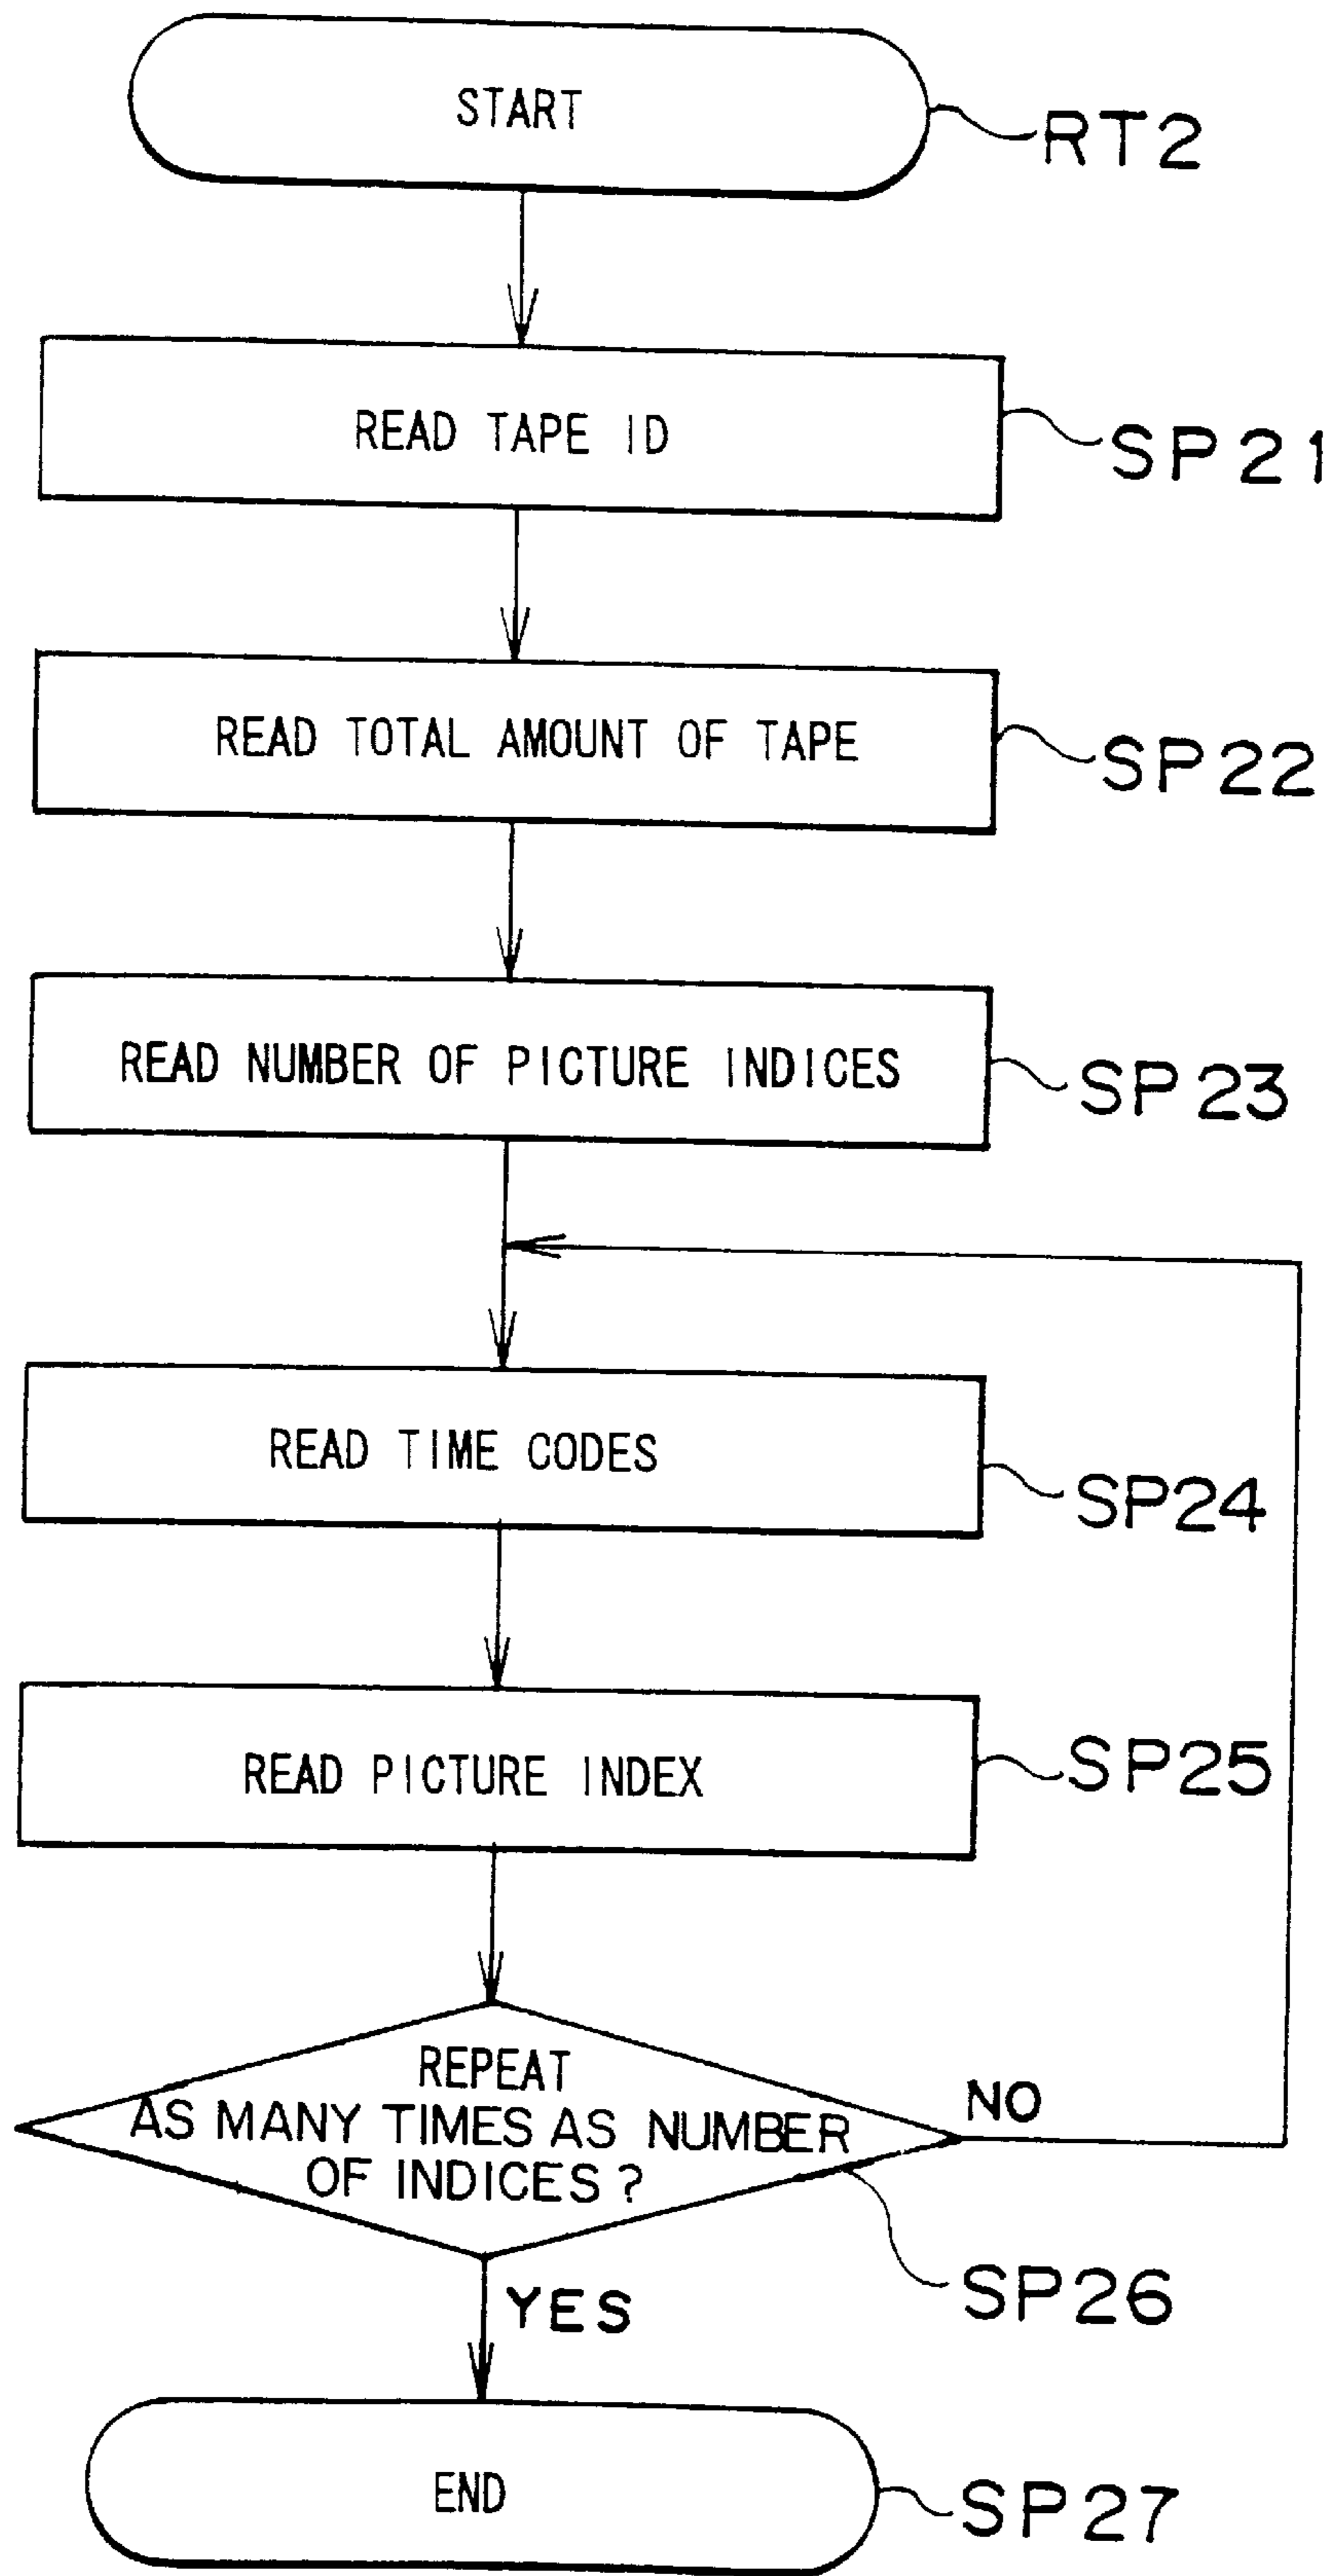 START
RT2
READ TAPE ID
SP21
READ TOTAL AMOUNT OF TAPE
SP22
READ NUMBER OF PICTURE INDICES
SP23
READ TIME CODES
SP24
READ PICTURE INDEX
SP25
REPEAT
AS MANY TIMES AS NUMBER
OF INDICES?
NO
SP26
YES
END
SP27